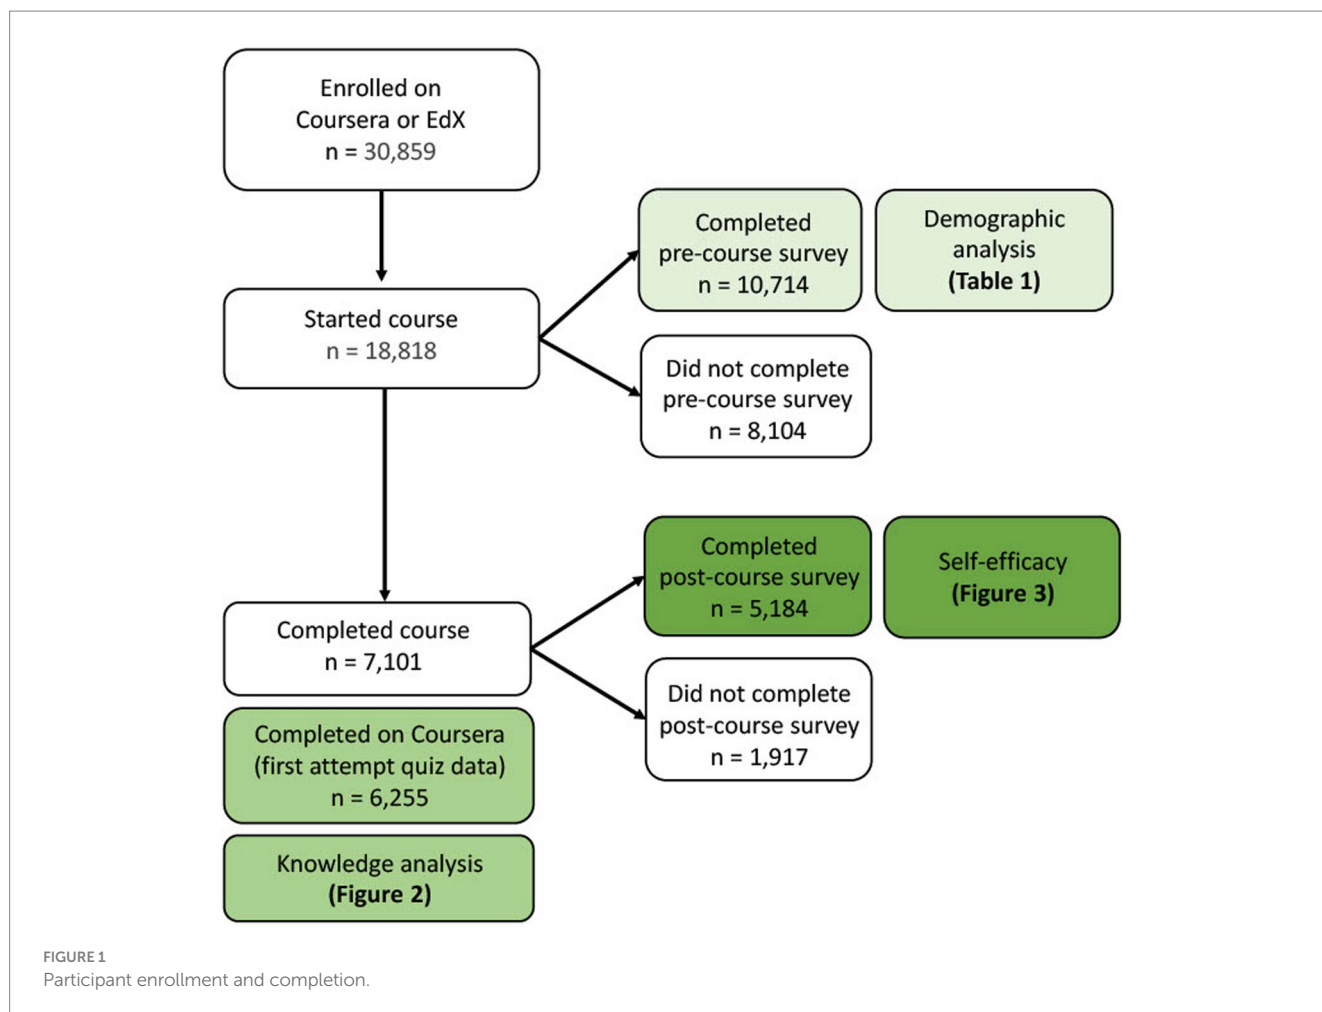 Enrolled on
Coursera or EdX
n = 30,859
Started course
n = 18,818
Completed
pre-course survey
n = 10,714
Demographic
analysis
(Table 1)
Did not complete
pre-course survey
n = 8,104
Completed course
n = 7,101
Completed
post-course survey
n = 5,184
Self-efficacy
(Figure 3)
Did not complete
post-course survey
n = 1,917
Completed on Coursera
(first attempt quiz data)
n = 6,255
Knowledge analysis
(Figure 2)
FIGURE 1
Participant enrollment and completion.